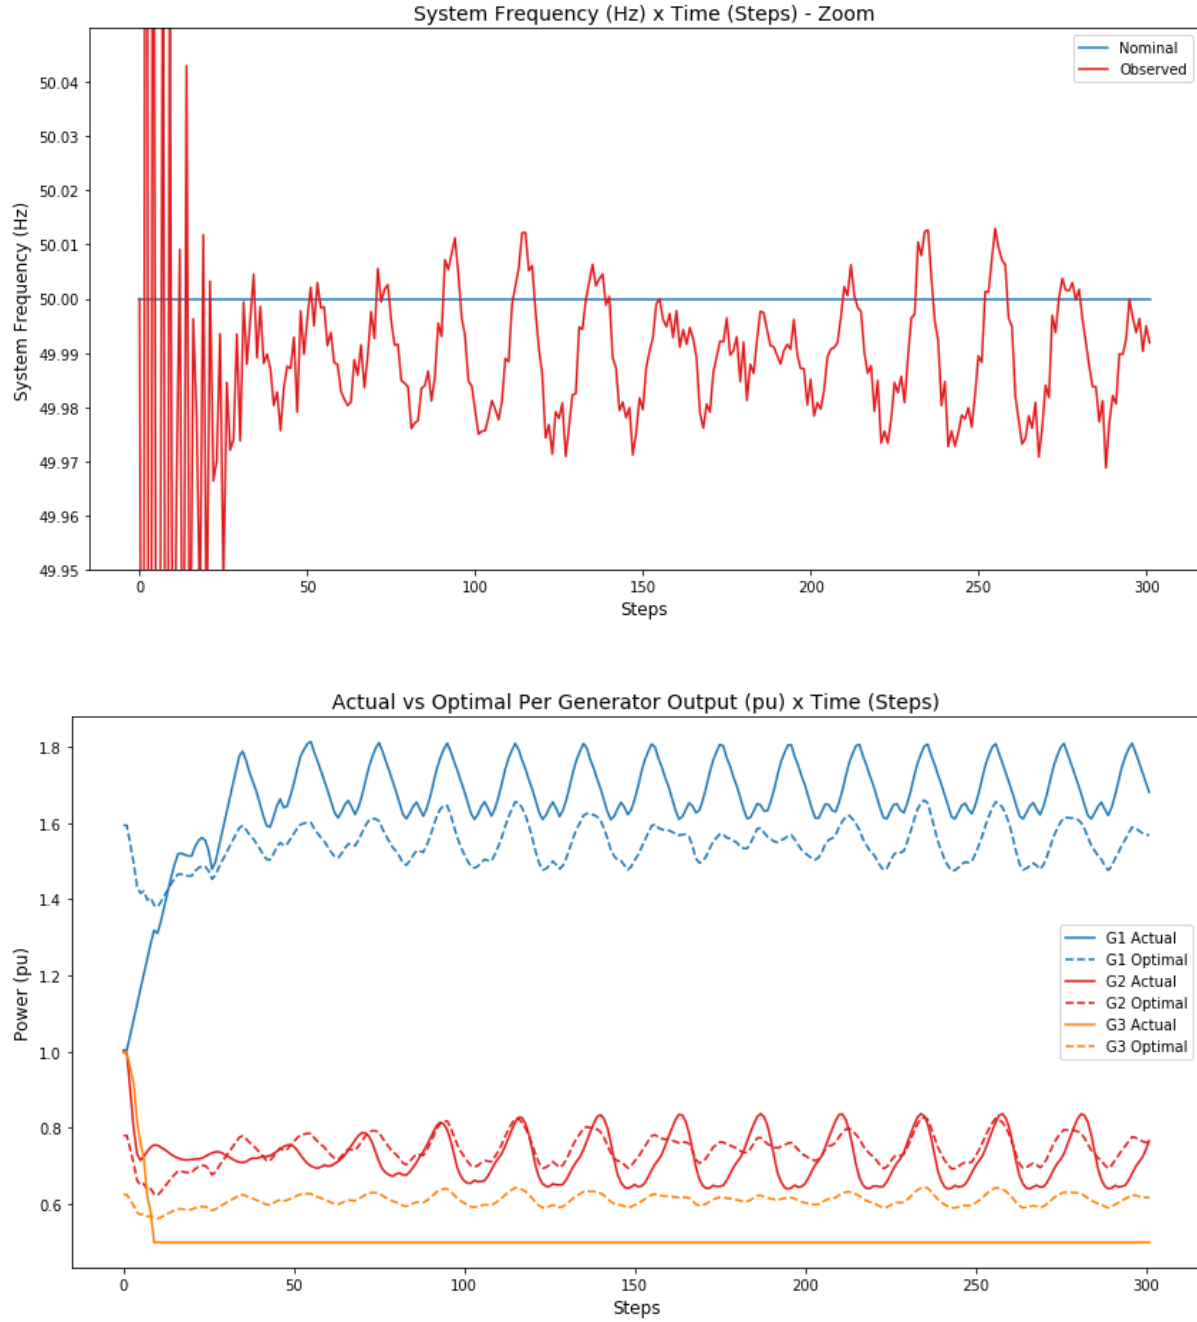 System Frequency (Hz) x Time (Steps) - Zoom
Nominal
Observed
System Frequency (Hz)
50.04
50.03
50.02
50.01
50.00
49.99
49.98
49.97
49.96
49.95
0
50
100
150
200
250
300
Steps
Actual vs Optimal Per Generator Output (pu) x Time (Steps)
Power (pu)
1.8
1.6
1.4
1.2
1.0
0.8
0.6
G1 Actual
G1 Optimal
G2 Actual
G2 Optimal
G3 Actual
G3 Optimal
0
50
100
150
200
250
300
Steps